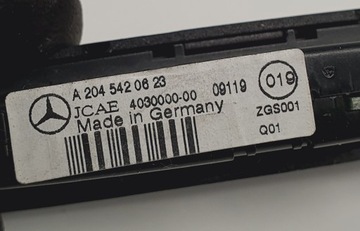 A 204 542 06 23
JCAE 4030000-00 09119 019
Made in Germany ZGS001
Q01